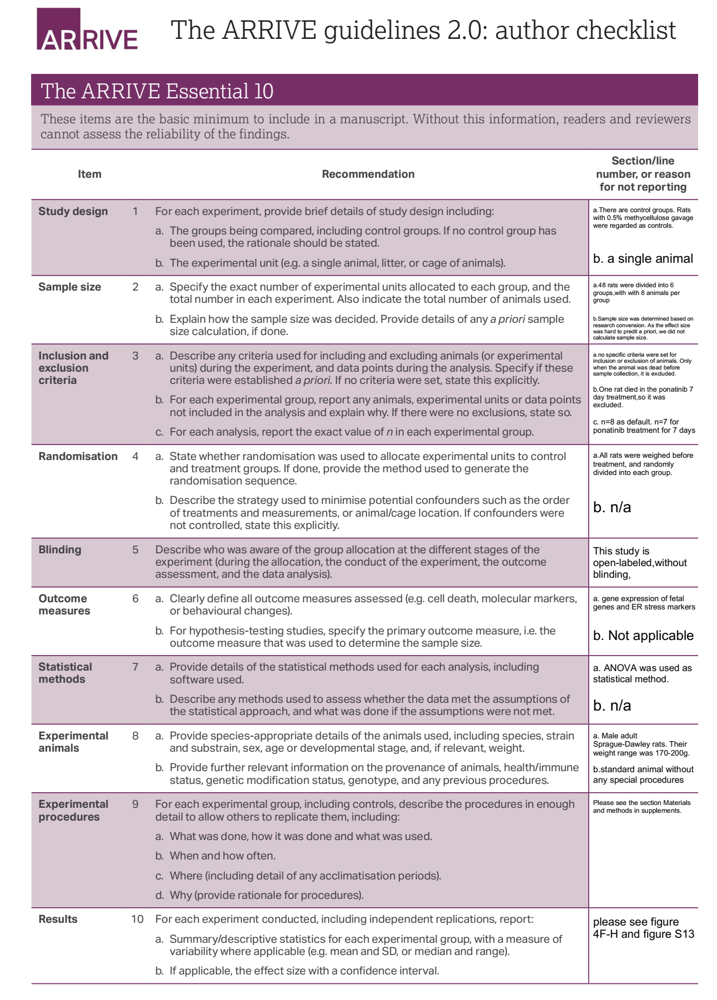 ARRIVE
The ARRIVE guidelines 2.0: author checklist
The ARRIVE Essential 10
These items are the basic minimum to include in a manuscript. Without this information, readers and reviewers
cannot assess the reliability of the findings.
Item
Recommendation
Section/line
number, or reason
for not reporting
Study design
1
For each experiment, provide brief details of study design including:
a. The groups being compared, including control groups. If no control group has
been used, the rationale should be stated.
b. The experimental unit (e.g. a single animal, litter, or cage of animals).
a.There are control groups. Rats
with 0.5% methycellulose gavage
were regarded as controls.
b. a single animal
Sample size
2
a. Specify the exact number of experimental units allocated to each group, and the
total number in each experiment. Also indicate the total number of animals used.
b. Explain how the sample size was decided. Provide details of any a priori sample
size calculation, if done.
a.48 rats were divided into 6
groups,with with 8 animals per
group
b.Sample size was determined based on
research convension. As the effect size
was hard to predit a priori, we did not
calculate sample size.
Inclusion and
exclusion
criteria
3
a. Describe any criteria used for including and excluding animals (or experimental
units) during the experiment, and data points during the analysis. Specify if these
criteria were established a priori. If no criteria were set, state this explicitly.
b. For each experimental group, report any animals, experimental units or data points
not included in the analysis and explain why. If there were no exclusions, state so.
c. For each analysis, report the exact value of n in each experimental group.
a.no specific criteria were set for
inclusion or exclusion of animals. Only
when the animal was dead before
sample collection, it is excluded.
b.One rat died in the ponatinib 7
day treatment,so it was
excluded.
c. n=8 as default. n=7 for
ponatinib treatment for 7 days
Randomisation
4
a. State whether randomisation was used to allocate experimental units to control
and treatment groups. If done, provide the method used to generate the
randomisation sequence.
b. Describe the strategy used to minimise potential confounders such as the order
of treatments and measurements, or animal/cage location. If confounders were
not controlled, state this explicitly.
a.All rats were weighed before
treatment, and randomly
divided into each group.
b. n/a
Blinding
5
Describe who was aware of the group allocation at the different stages of the
experiment (during the allocation, the conduct of the experiment, the outcome
assessment, and the data analysis).
This study is
open-labeled,without
blinding,
Outcome
measures
6
a. Clearly define all outcome measures assessed (e.g. cell death, molecular markers,
or behavioural changes).
b. For hypothesis-testing studies, specify the primary outcome measure, i.e. the
outcome measure that was used to determine the sample size.
a. gene expression of fetal
genes and ER stress markers
b. Not applicable
Statistical
methods
7
a. Provide details of the statistical methods used for each analysis, including
software used.
b. Describe any methods used to assess whether the data met the assumptions of
the statistical approach, and what was done if the assumptions were not met.
a. ANOVA was used as
statistical method.
b. n/a
Experimental
animals
8
a. Provide species-appropriate details of the animals used, including species, strain
and substrain, sex, age or developmental stage, and, if relevant, weight.
b. Provide further relevant information on the provenance of animals, health/immune
status, genetic modification status, genotype, and any previous procedures.
a. Male adult
Sprague-Dawley rats. Their
weight range was 170-200g.
b.standard animal without
any special procedures
Experimental
procedures
9
For each experimental group, including controls, describe the procedures in enough
detail to allow others to replicate them, including:
a. What was done, how it was done and what was used.
b. When and how often.
c. Where (including detail of any acclimatisation periods).
d. Why (provide rationale for procedures).
Please see the section Materials
and methods in supplements.
Results
10
For each experiment conducted, including independent replications, report:
a. Summary/descriptive statistics for each experimental group, with a measure of
variability where applicable (e.g. mean and SD, or median and range).
b. If applicable, the effect size with a confidence interval.
please see figure
4F-H and figure S13